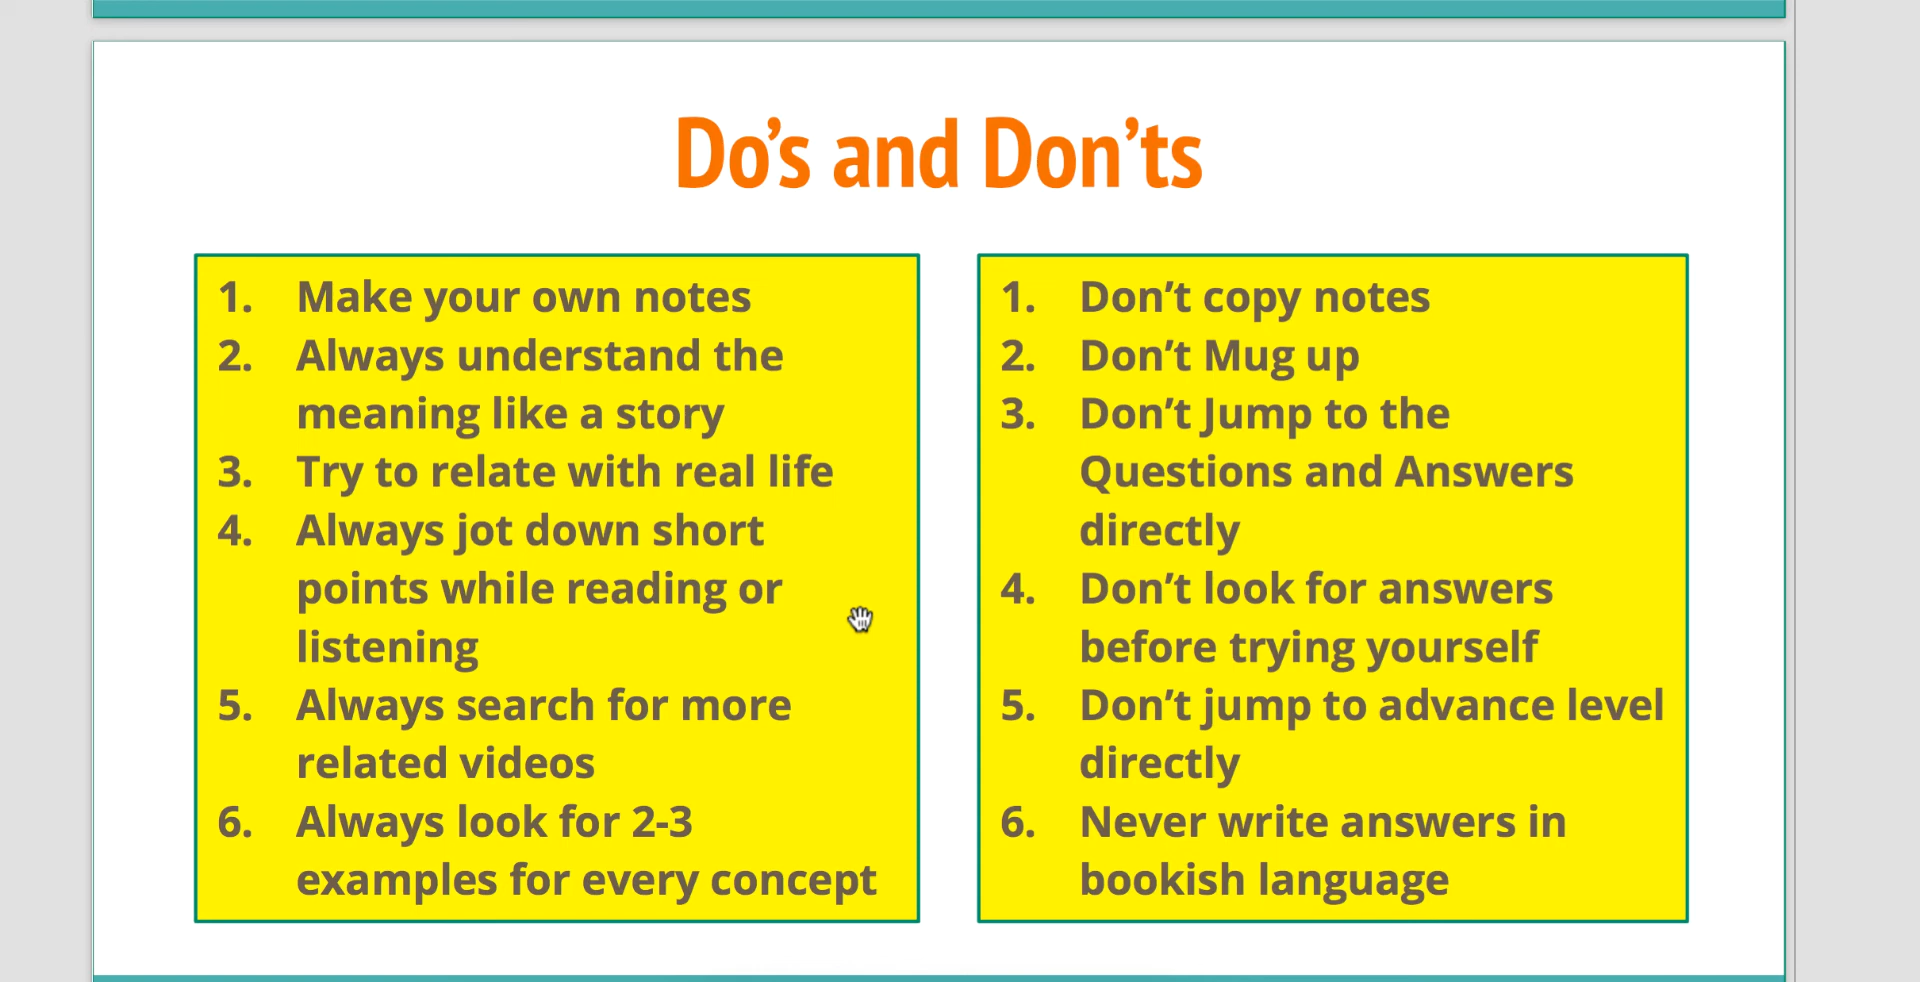 Do’s and Don’ts
1. Make your own notes
2. Always understand the
meaning like a story
3. Try to relate with real life
4. Always jot down short
points while reading or
listening
5. Always search for more
related videos
6. Always look for 2-3
examples for every concept
1. Don’t copy notes
2. Don’t Mug up
3. Don’t Jump to the
Questions and Answers
directly
4. Don’t look for answers
before trying yourself
5. Don’t jump to advance level
directly
6. Never write answers in
bookish language